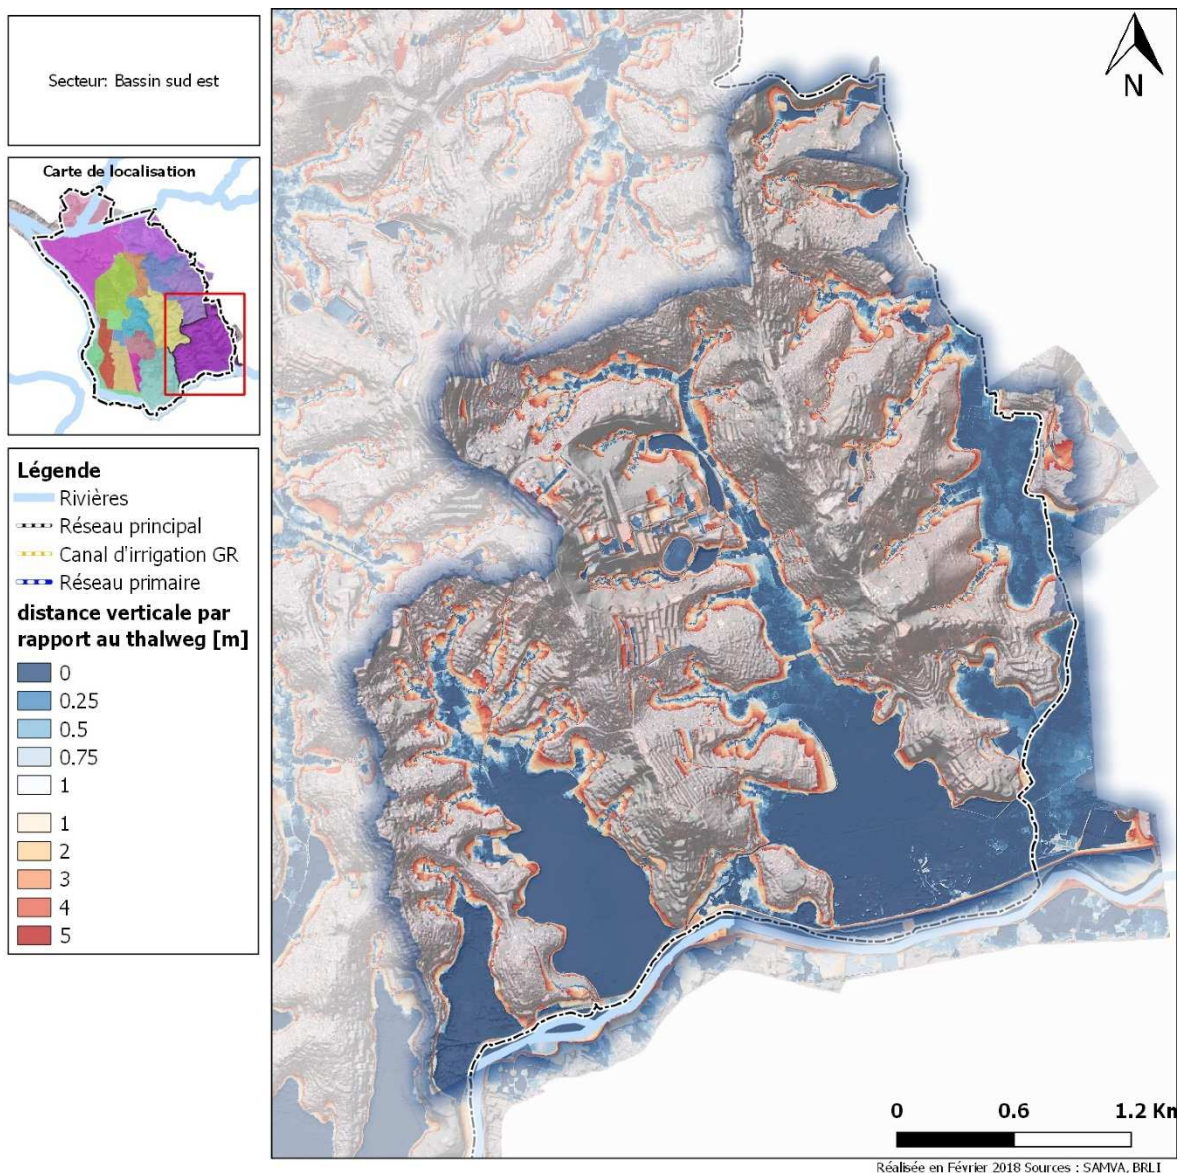 Secteur: Bassin sud est
Carte de localisation
Légende
Rivières
Réseau principal
Canal d'irrigation GR
Réseau primaire
distance verticale par
rapport au thalweg [m]
0
0.25
0.5
0.75
1
1
2
3
4
5
N
0 0.6 1.2 Km
Réalisée en Février 2018 Sources : SAMVA, BRLI